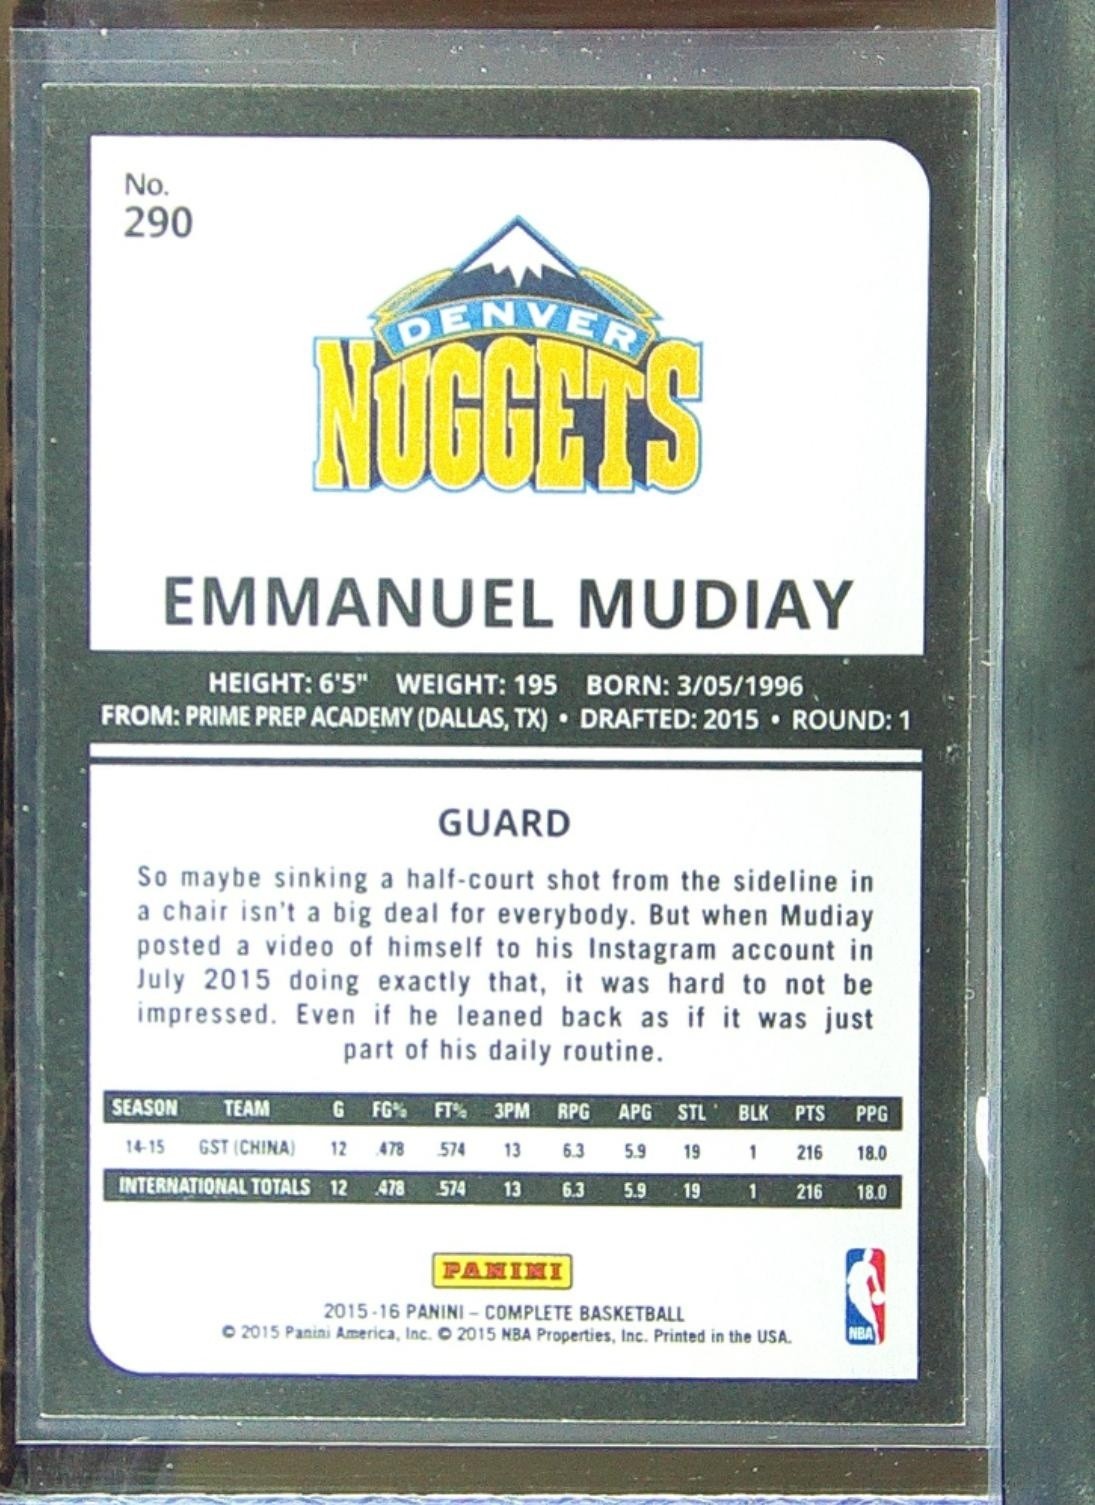 No.
290
DENVER
NUGGETS
EMMANUEL MUDIAY
HEIGHT: 6'5" WEIGHT: 195 BORN: 3/05/1996
FROM: PRIME PREP ACADEMY (DALLAS, TX) • DRAFTED: 2015 • ROUND: 1
GUARD
So maybe sinking a half-court shot from the sideline in
a chair isn't a big deal for everybody. But when Mudiay
posted a video of himself to his Instagram account in
July 2015 doing exactly that, it was hard to not be
impressed. Even if he leaned back as if it was just
part of his daily routine.
SEASON TEAM G FG% FT% 3PM RPG APG STL BLK PTS PPG
14-15 GST (CHINA) 12 .478 .574 13 6.3 5.9 19 1 216 18.0
INTERNATIONAL TOTALS 12 .478 .574 13 6.3 5.9 19 1 216 18.0
PANINI
2015-16 PANINI – COMPLETE BASKETBALL
© 2015 Panini America, Inc. © 2015 NBA Properties, Inc. Printed in the USA.
NBA